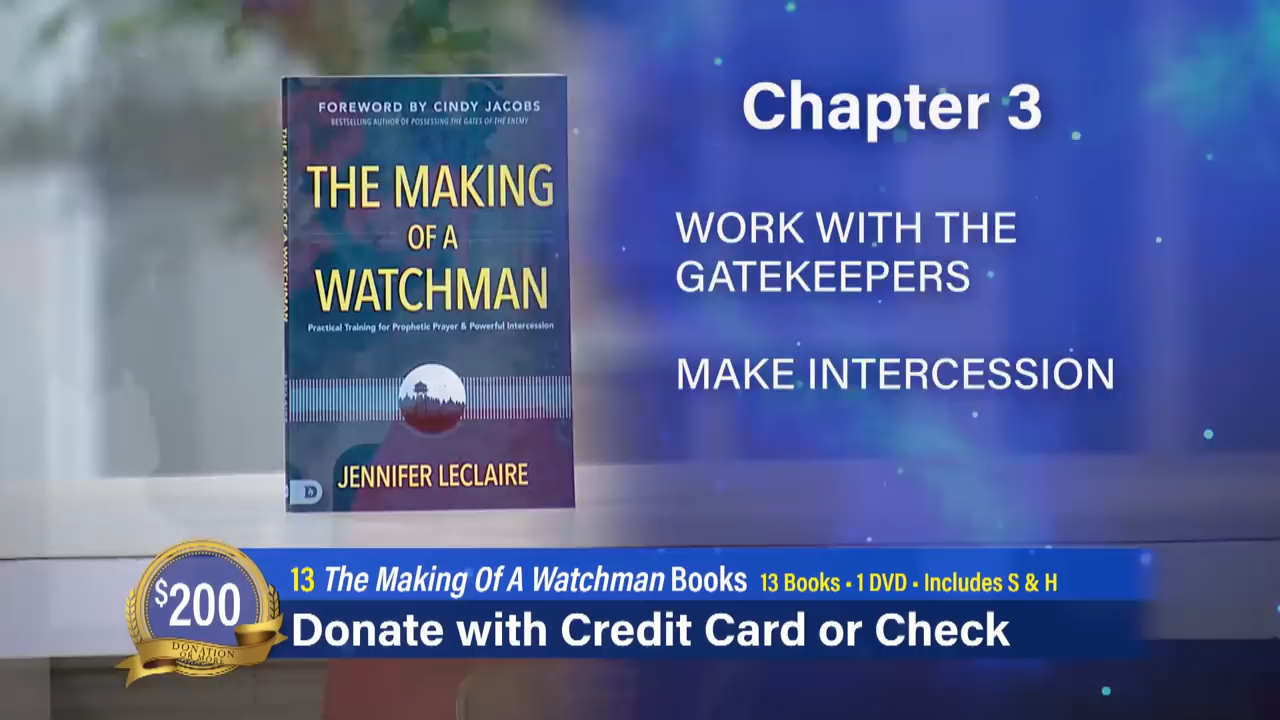 FOREWORD BY CINDY JACOBS
BESTSELLING AUTHOR OF POSSESSING THE GATES OF THE ENEMY
THE MAKING
OF A
WATCHMAN
Practical Training for Prophetic Prayer & Powerful Intercession
JENNIFER LECLAIRE
THE MAKING OF A WATCHMAN
D
Chapter 3
WORK WITH THE
GATEKEEPERS
MAKE INTERCESSION
$200
DONATION
OR MORE
13 The Making Of A Watchman Books 13 Books • 1 DVD • Includes S & H
Donate with Credit Card or Check